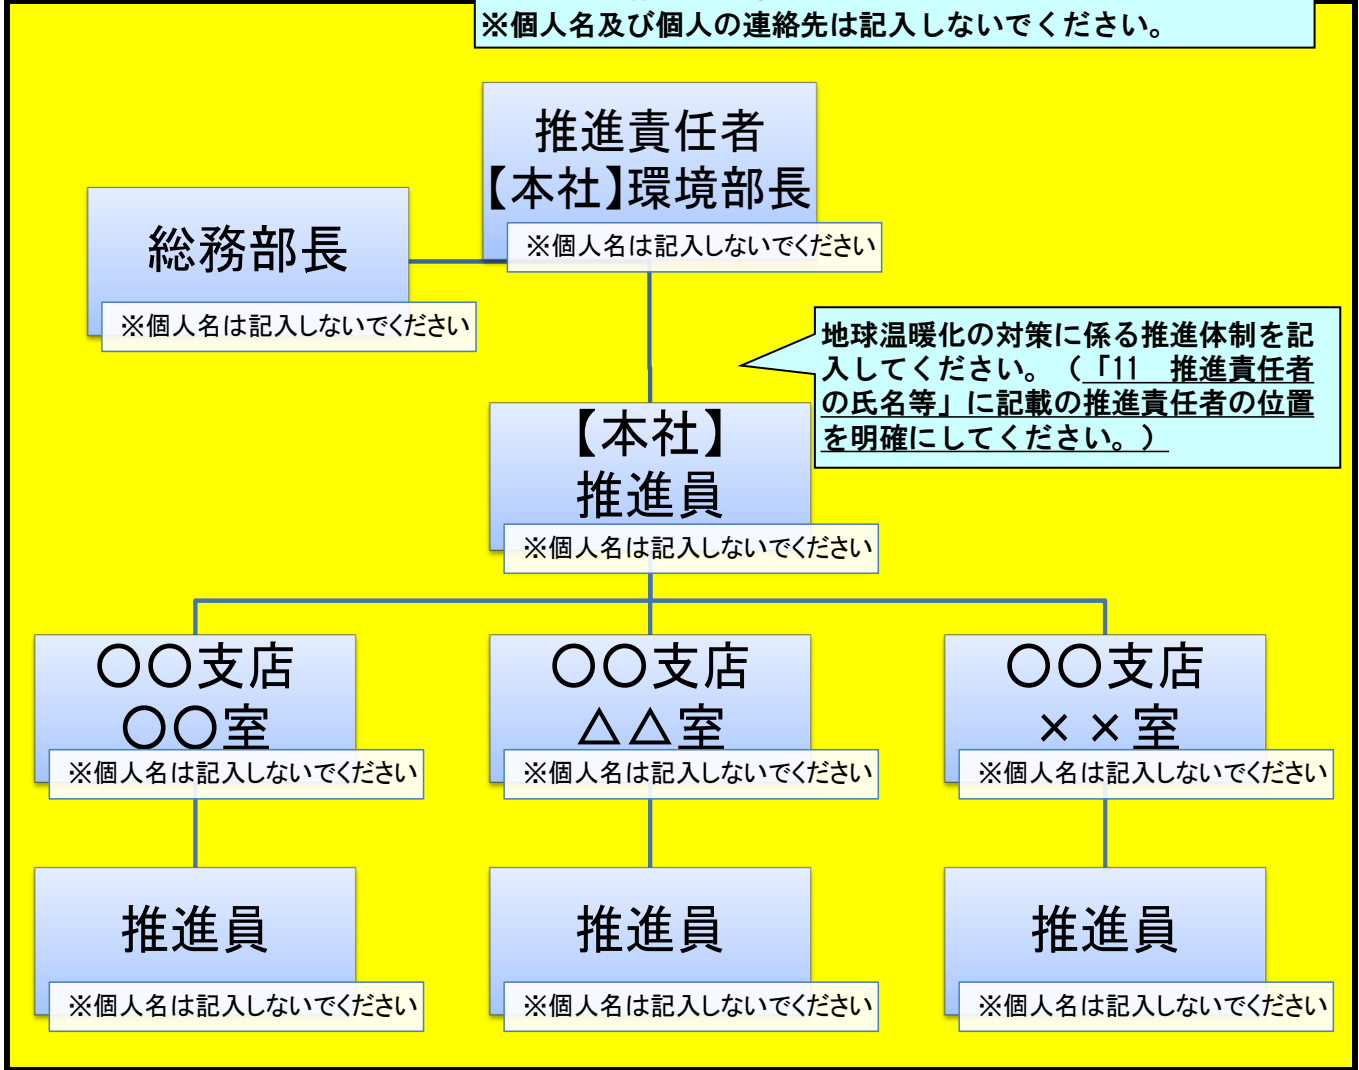 ※個人名及び個人の連絡先は記入しないでください。
推進責任者
【本社】環境部長
※個人名は記入しないでください
総務部長
※個人名は記入しないでください
地球温暖化の対策に係る推進体制を記
入してください。（「11　推進責任者
の氏名等」に記載の推進責任者の位置
を明確にしてください。）
【本社】
推進員
※個人名は記入しないでください
〇〇支店
〇〇室
※個人名は記入しないでください
〇〇支店
△△室
※個人名は記入しないでください
〇〇支店
××室
※個人名は記入しないでください
推進員
※個人名は記入しないでください
推進員
※個人名は記入しないでください
推進員
※個人名は記入しないでください